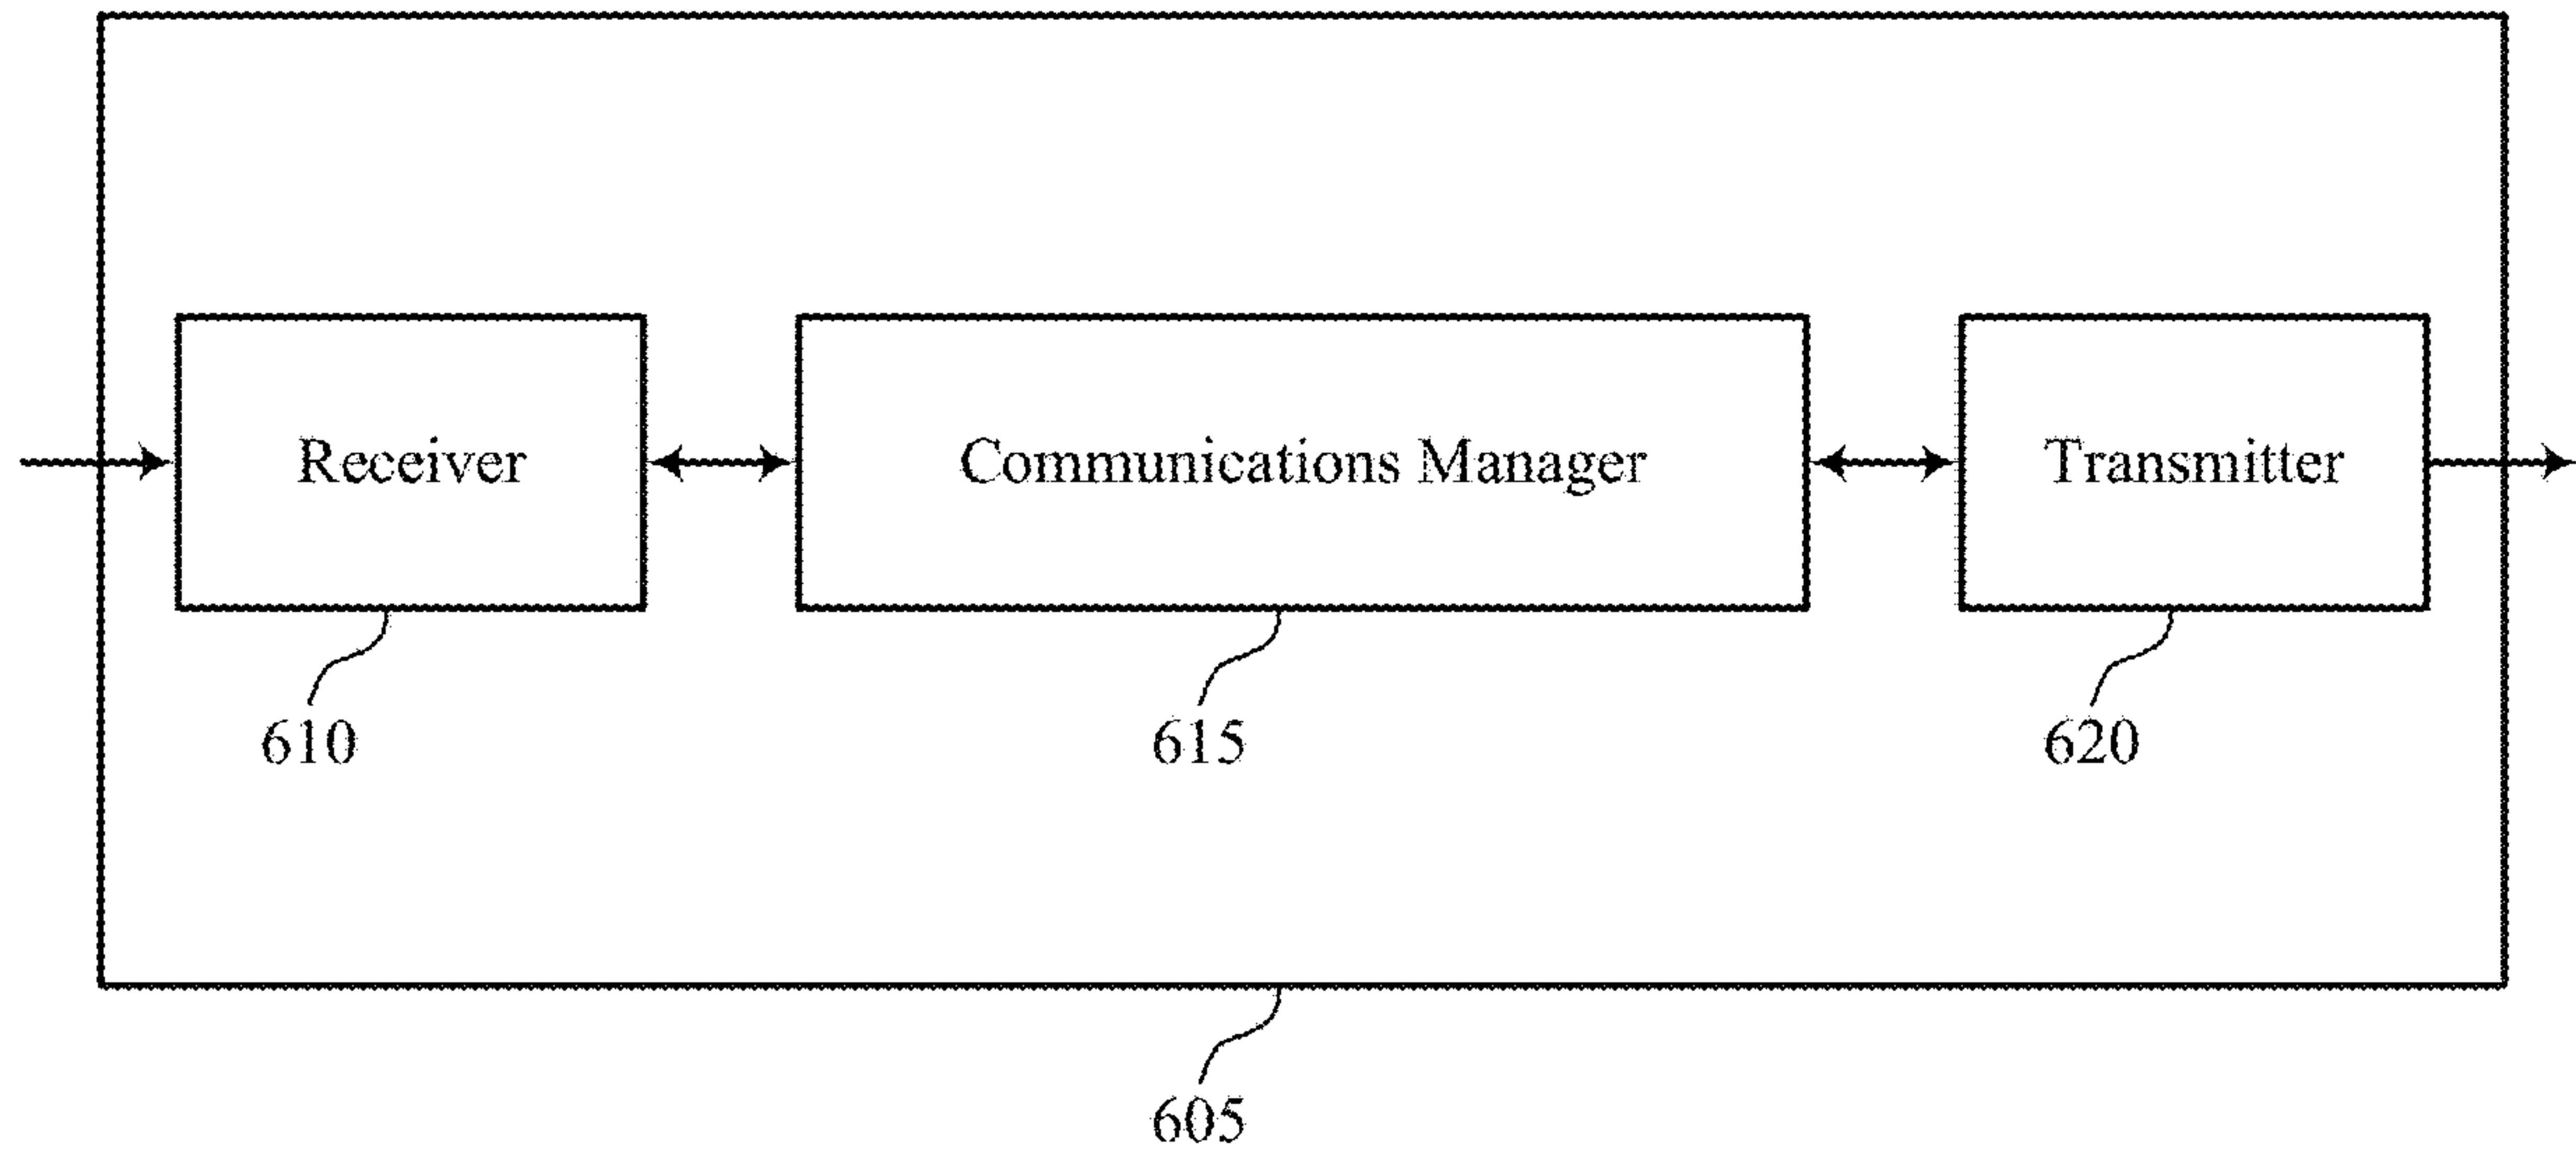 Receiver
Communications Manager
Transmitter
610
615
620
605